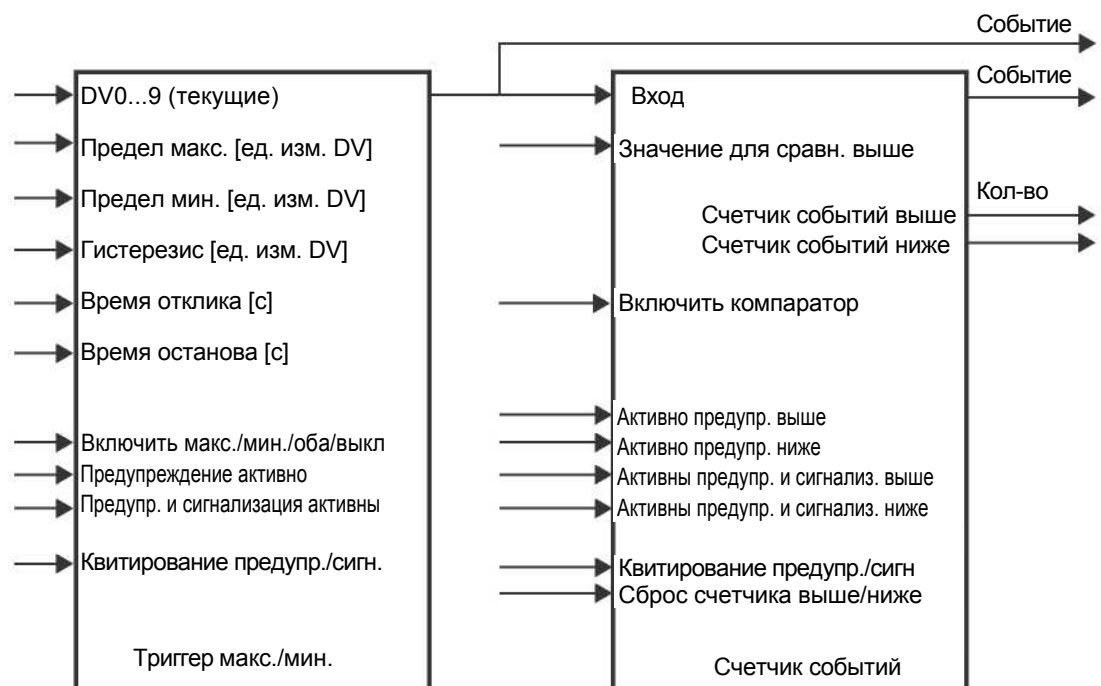 Событие
Событие
DV0...9 (текущие)
Предел макс. [ед. изм. DV]
Предел мин. [ед. изм. DV]
Гистерезис [ед. изм. DV]
Время отклика [с]
Время останова [с]
Включить макс./мин./оба/выкл
Предупреждение активно
Предупр. и сигнализация активны
Квитирование предупр./сигн.
Триггер макс./мин.
Вход
Значение для сравн. выше
Кол-во
Счетчик событий выше
Счетчик событий ниже
Включить компаратор
Активно предупр. выше
Активно предупр. ниже
Активны предупр. и сигнализ. выше
Активны предупр. и сигнализ. ниже
Квитирование предупр./сигн
Сброс счетчика выше/ниже
Счетчик событий